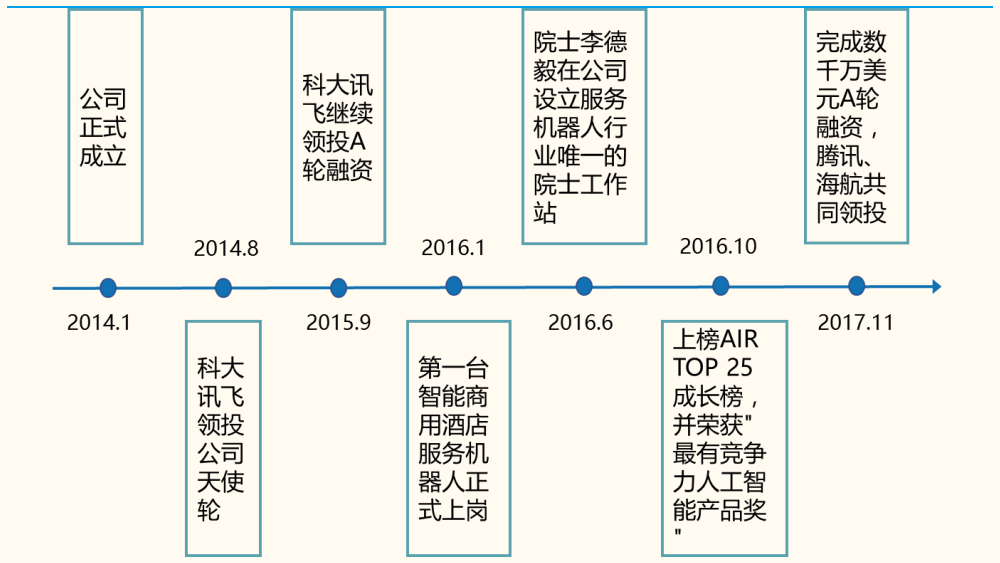 公司
正式
成立
2014.1
2014.8
科大
讯飞
领投
公司
天使
轮
科大讯
飞继续
领投A
轮融资
2015.9
2016.1
第一台
智能商
用酒店
服务机
器人正
式上岗
院士李德
毅在公司
设立服务
机器人行
业唯一的
院士工作
站
2016.6
2016.10
上榜AIR
TOP 25
成长榜，
并荣获"
最有竞争
力人工智
能产品奖
"
完成数
千万美
元A轮
融资，
腾讯、
海航共
同领投
2017.11